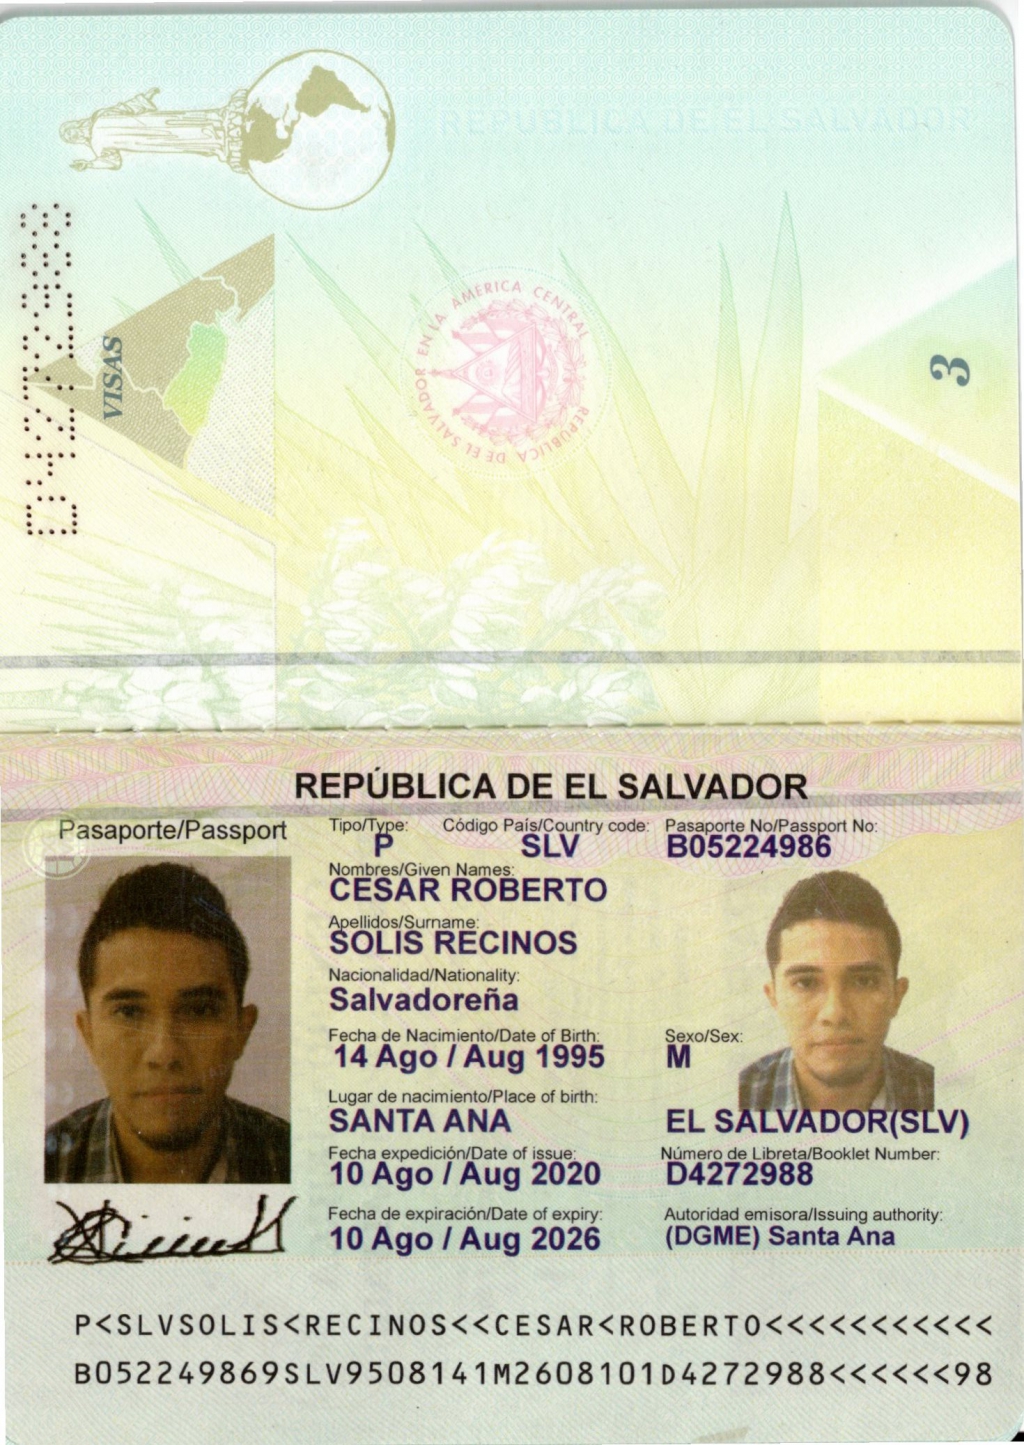 REPUBLICA DE EL SALVADOR
VISAS
REPÚBLICA DE EL SALVADOR EN LA AMERICA CENTRAL
3
REPÚBLICA DE EL SALVADOR
Pasaporte/Passport
Tipo/Type: Código País/Country code: Pasaporte No/Passport No:
P SLV B05224986
Nombres/Given Names:
CESAR ROBERTO
Apellidos/Surname:
SOLIS RECINOS
Nacionalidad/Nationality:
Salvadoreña
Fecha de Nacimiento/Date of Birth: Sexo/Sex:
14 Ago / Aug 1995 M
Lugar de nacimiento/Place of birth:
SANTA ANA EL SALVADOR(SLV)
Fecha expedición/Date of issue: Número de Libreta/Booklet Number:
10 Ago / Aug 2020 D4272988
Fecha de expiración/Date of expiry: Autoridad emisora/Issuing authority:
10 Ago / Aug 2026 (DGME) Santa Ana
P<SLVSOLIS<RECINOS<<CESAR<ROBERTO<<<<<<<<<<<
B052249869SLV9508141M2608101D4272988<<<<<<98